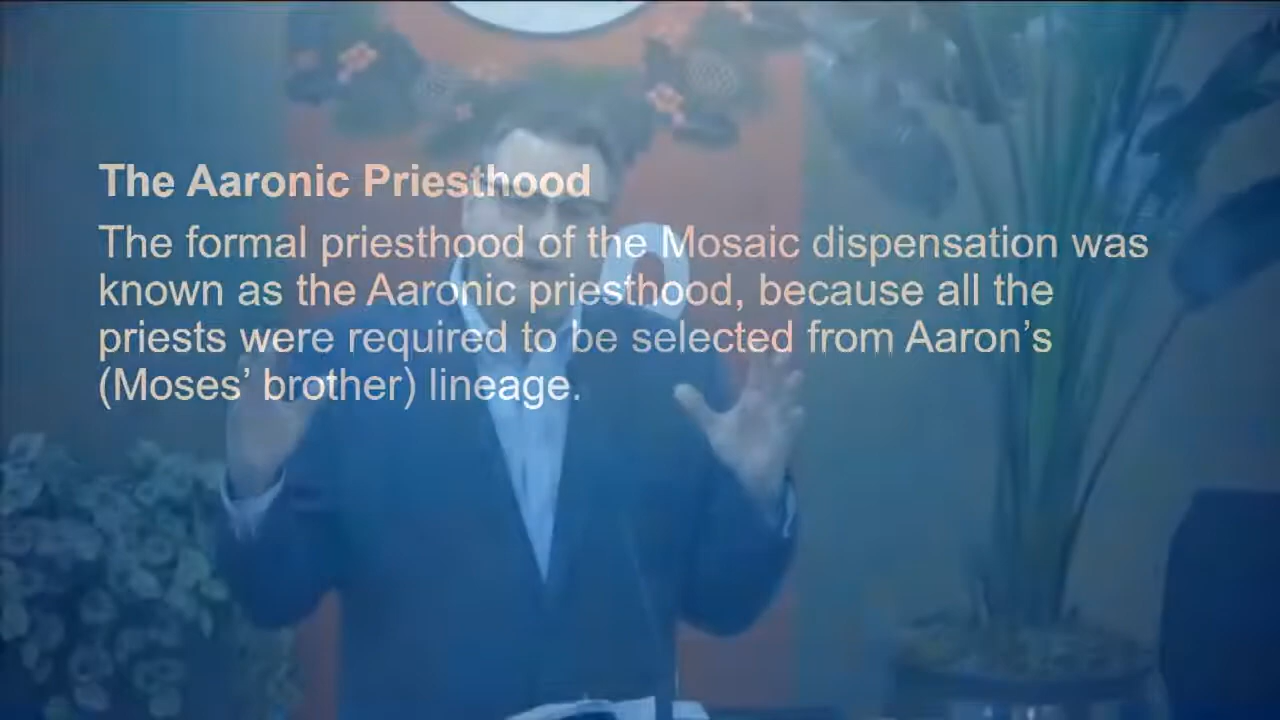 The Aaronic Priesthood
The formal priesthood of the Mosaic dispensation was
known as the Aaronic priesthood, because all the
priests were required to be selected from Aaron’s
(Moses’ brother) lineage.